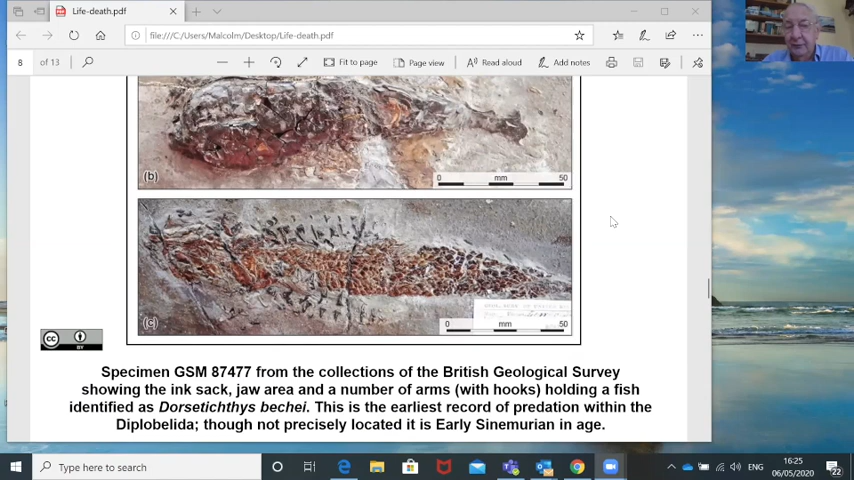 Life-death.pdf
file:///C:/Users/Malcolm/Desktop/Life-death.pdf
8 of 13
Fit to page
Page view
Read aloud
Add notes
(b)
0 mm 50
(c)
0 mm 50
cc
BY
Specimen GSM 87477 from the collections of the British Geological Survey
showing the ink sack, jaw area and a number of arms (with hooks) holding a fish
identified as Dorsetichthys bechei. This is the earliest record of predation within the
Diplobelida; though not precisely located it is Early Sinemurian in age.
Type here to search
ENG
16:25
06/05/2020
22